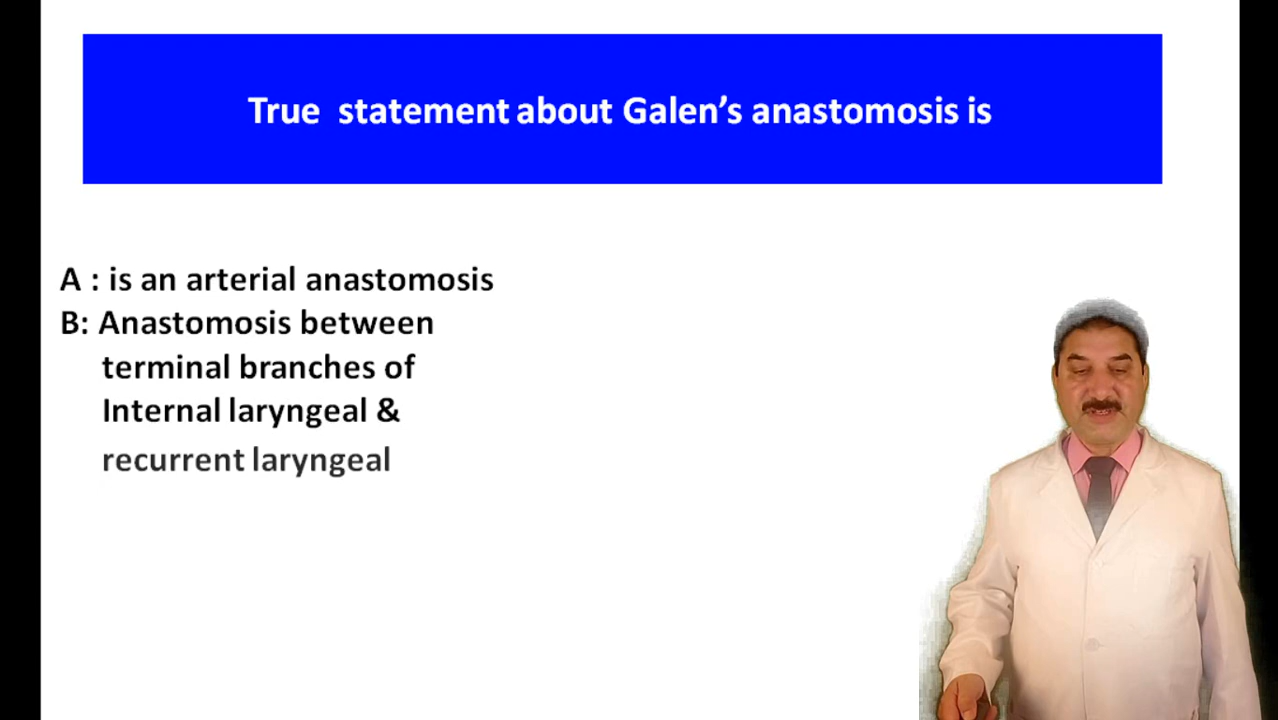 True statement about Galen’s anastomosis is
A : is an arterial anastomosis
B: Anastomosis between
terminal branches of
Internal laryngeal &
recurrent laryngeal